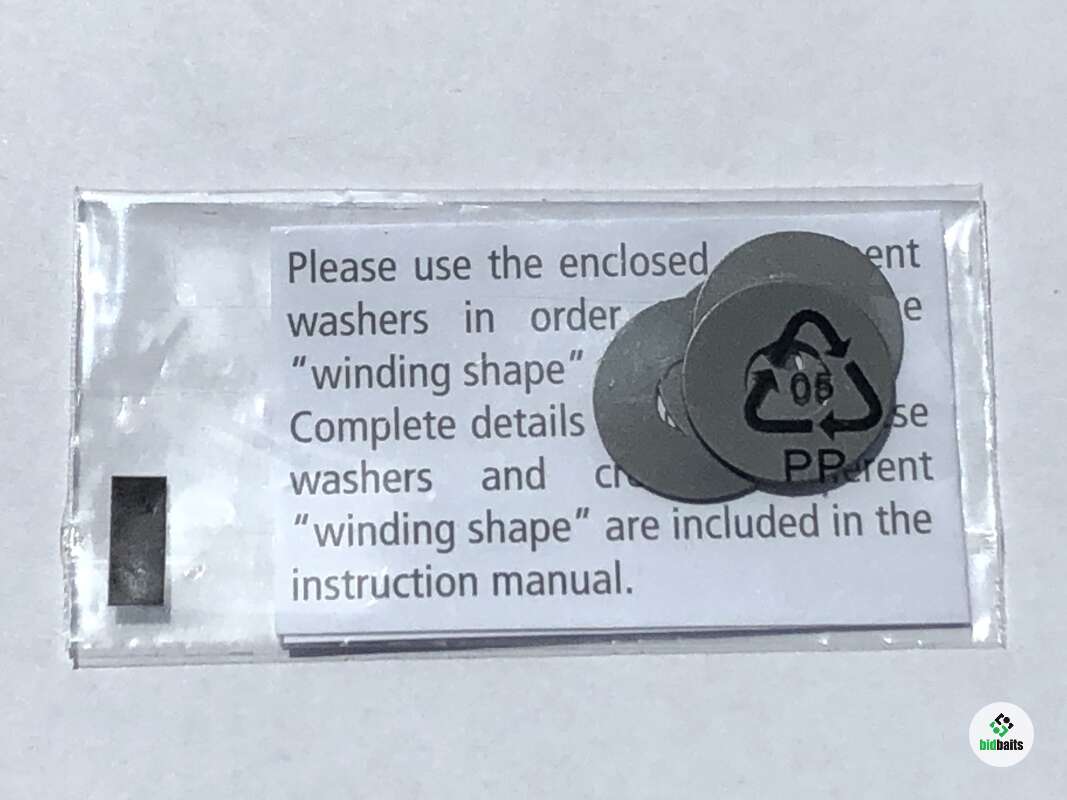 Please use the enclosed ent
washers in order e
"winding shape"
Complete details se
washers and erent
"winding shape" are included in the
instruction manual.
05
PP
bidbaits